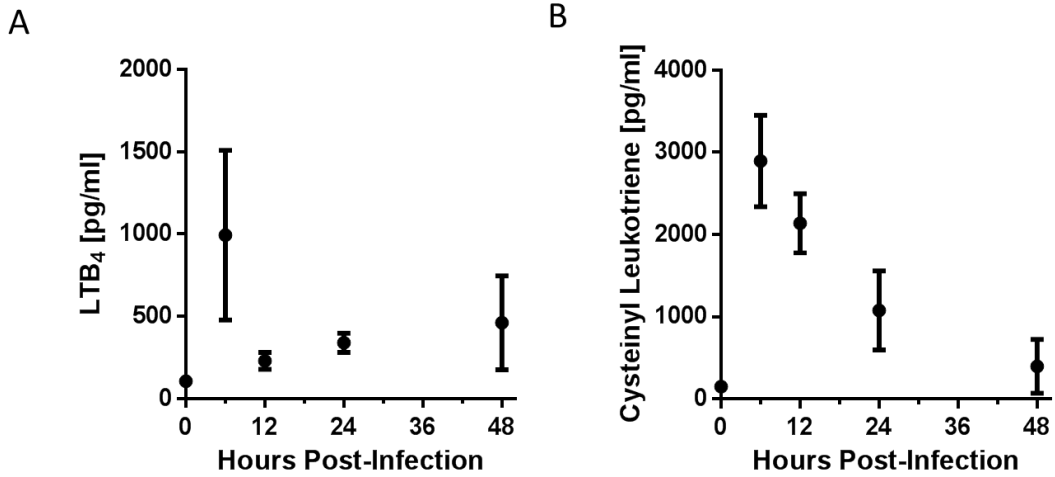 A
2000
1500
1000
500
0
LTB4 [pg/ml]
0 12 24 36 48
Hours Post-Infection
B
4000
3000
2000
1000
0
Cysteinyl Leukotriene [pg/ml]
0 12 24 36 48
Hours Post-Infection